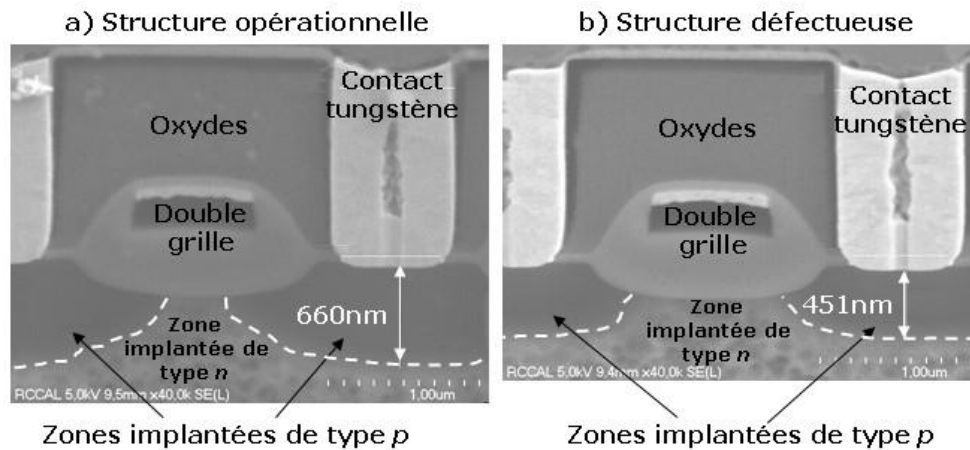 a) Structure opérationnelle
Contact
tungstène
Oxydes
Double
grille
660nm
Zone
implantée de
type n
RCCAL 5,0kV 9,5mm x40,0k SE(L)
1,00um
Zones implantées de type p
b) Structure défectueuse
Contact
tungstène
Oxydes
Double
grille
451nm
Zone
implantée de
type n
RCCAL 5,0kV 9,4mm x40,0k SE(L)
1,00um
Zones implantées de type p